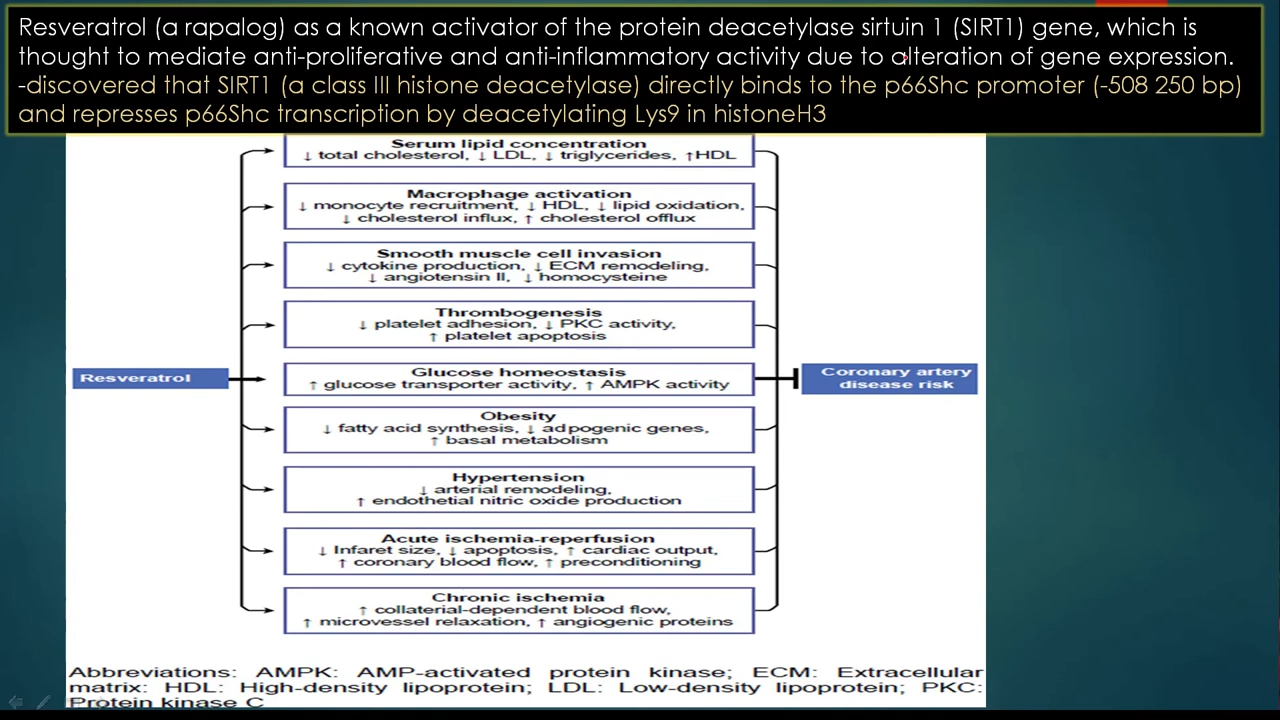 Resveratrol (a rapalog) as a known activator of the protein deacetylase sirtuin 1 (SIRT1) gene, which is
thought to mediate anti-proliferative and anti-inflammatory activity due to alteration of gene expression.
-discovered that SIRT1 (a class III histone deacetylase) directly binds to the p66Shc promoter (-508 250 bp)
and represses p66Shc transcription by deacetylating Lys9 in histoneH3
Serum lipid concentration
↓ total cholesterol, ↓ LDL, ↓ triglycerides, ↑HDL
Macrophage activation
↓ monocyte recruitment, ↓ HDL, ↓ lipid oxidation,
↓ cholesterol influx, ↑ cholesterol offlux
Smooth muscle cell invasion
↓ cytokine production, ↓ ECM remodeling,
↓ angiotensin II, ↓ homocysteine
Thrombogenesis
↓ platelet adhesion, ↓ PKC activity,
↑ platelet apoptosis
Resveratrol
Glucose homeostasis
↑ glucose transporter activity, ↑ AMPK activity
Coronary artery
disease risk
Obesity
↓ fatty acid synthesis, ↓ adpogenic genes,
↑ basal metabolism
Hypertension
↓ arterial remodeling,
↑ endothetial nitric oxide production
Acute ischemia-reperfusion
↓ Infaret size, ↓ apoptosis, ↑ cardiac output,
↑ coronary blood flow, ↑ preconditioning
Chronic ischemia
↑ collaterial-dependent blood flow,
↑ microvessel relaxation, ↑ angiogenic proteins
Abbreviations: AMPK: AMP-activated protein kinase; ECM: Extracellular
matrix: HDL: High-density lipoprotein; LDL: Low-density lipoprotein; PKC:
Protein kinase C